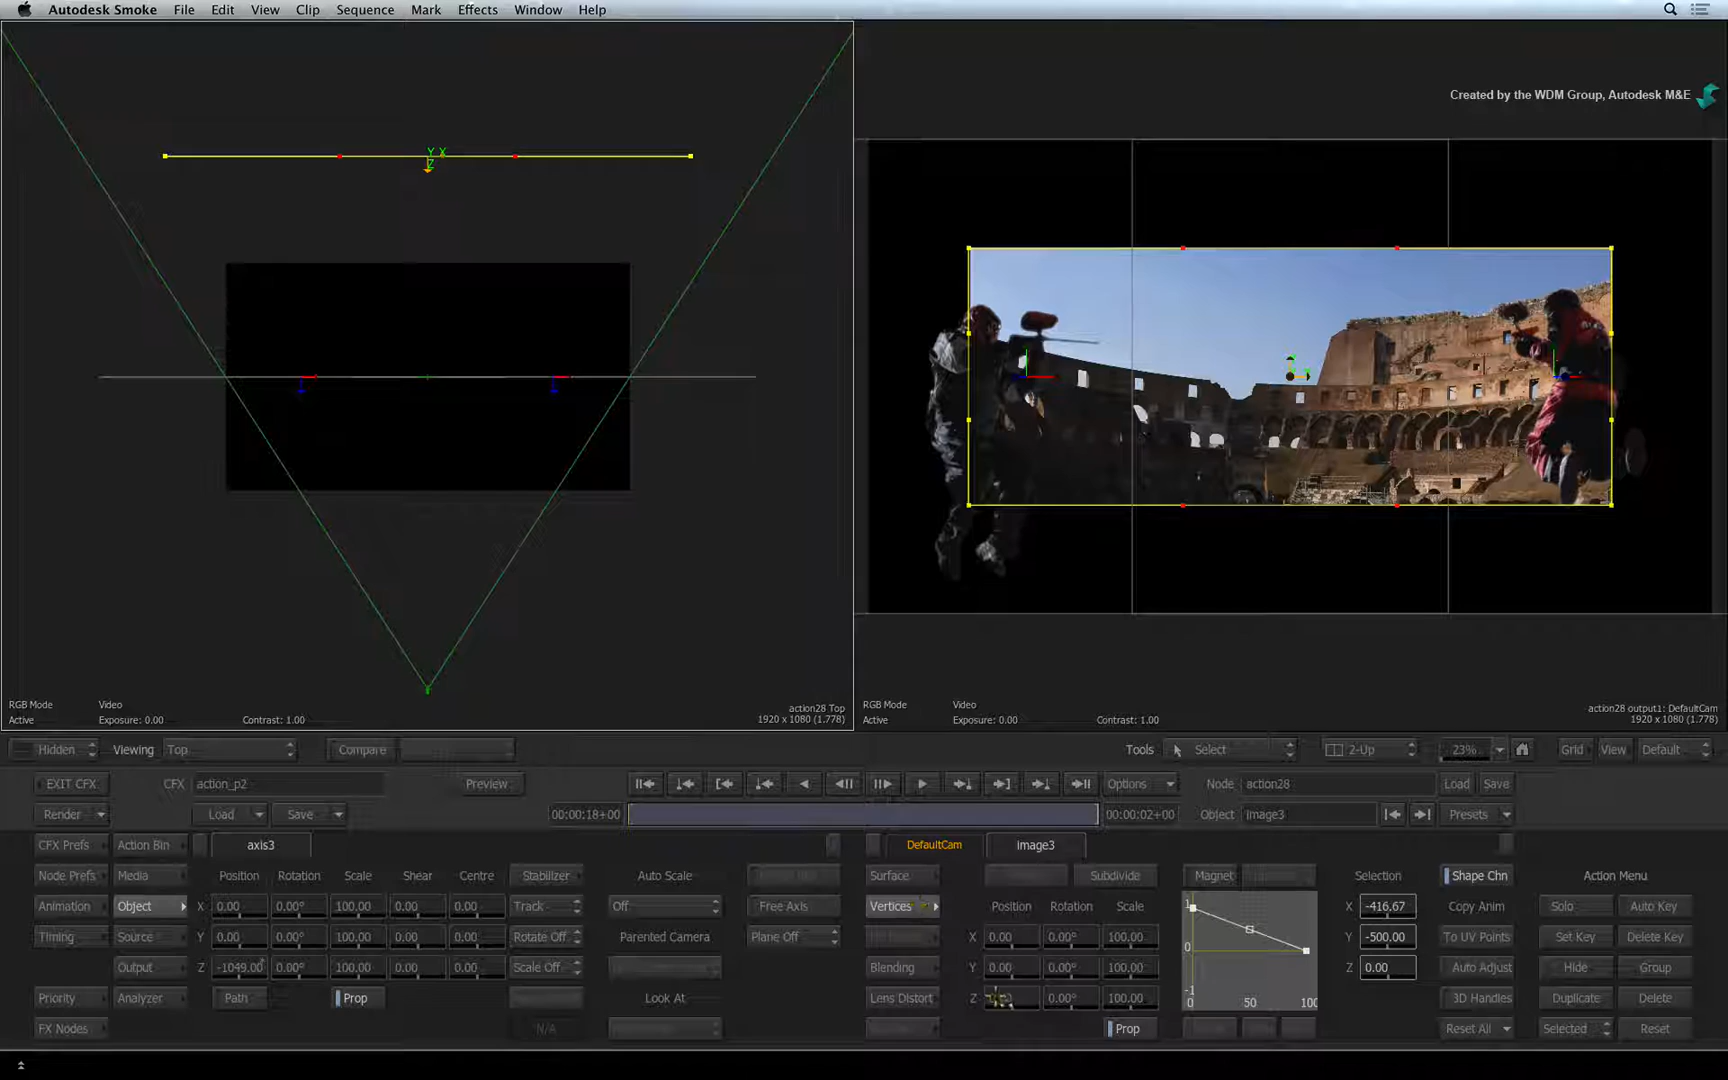 Autodesk Smoke File Edit View Clip Sequence Mark Effects Window Help
Created by the WDM Group, Autodesk M&E
Y X
Z
RGB Mode Video
Active Exposure: 0.00 Contrast: 1.00
action28 Top
1920 x 1080 (1.778)
RGB Mode Video
Active Exposure: 0.00 Contrast: 1.00
action28 output1: DefaultCam
1920 x 1080 (1.778)
Hidden Viewing Top Compare Tools Select 2-Up 23% Grid View Default
EXIT CFX CFX action_p2 Preview Options Node action28 Load Save
Render Load Save 00:00:18+00 00:00:02+00 Object image3 Presets
CFX Prefs Action Bin axis3 DefaultCam image3
Node Prefs Media Position Rotation Scale Shear Centre Stabilizer Auto Scale Surface Subdivide Magnet Selection Shape Chn Action Menu
Animation Object X 0.00 0.00° 100.00 0.00 0.00 Track Off Free Axis Vertices Position Rotation Scale 1 X -416.67 Copy Anim Solo Auto Key
Timing Source Y 0.00 0.00° 100.00 0.00 0.00 Rotate Off Parented Camera Plane Off X 0.00 0.00° 100.00 0 Y -500.00 To UV Points Set Key Delete Key
Output Z -1049.00 0.00° 100.00 0.00 0.00 Scale Off Blending Y 0.00 0.00° 100.00 Z 0.00 Auto Adjust Hide Group
Priority Analyzer Path Prop Look At Lens Distort Z 0.00° 100.00 -1 0 50 100 3D Handles Duplicate Delete
FX Nodes N/A Prop Reset All Selected Reset